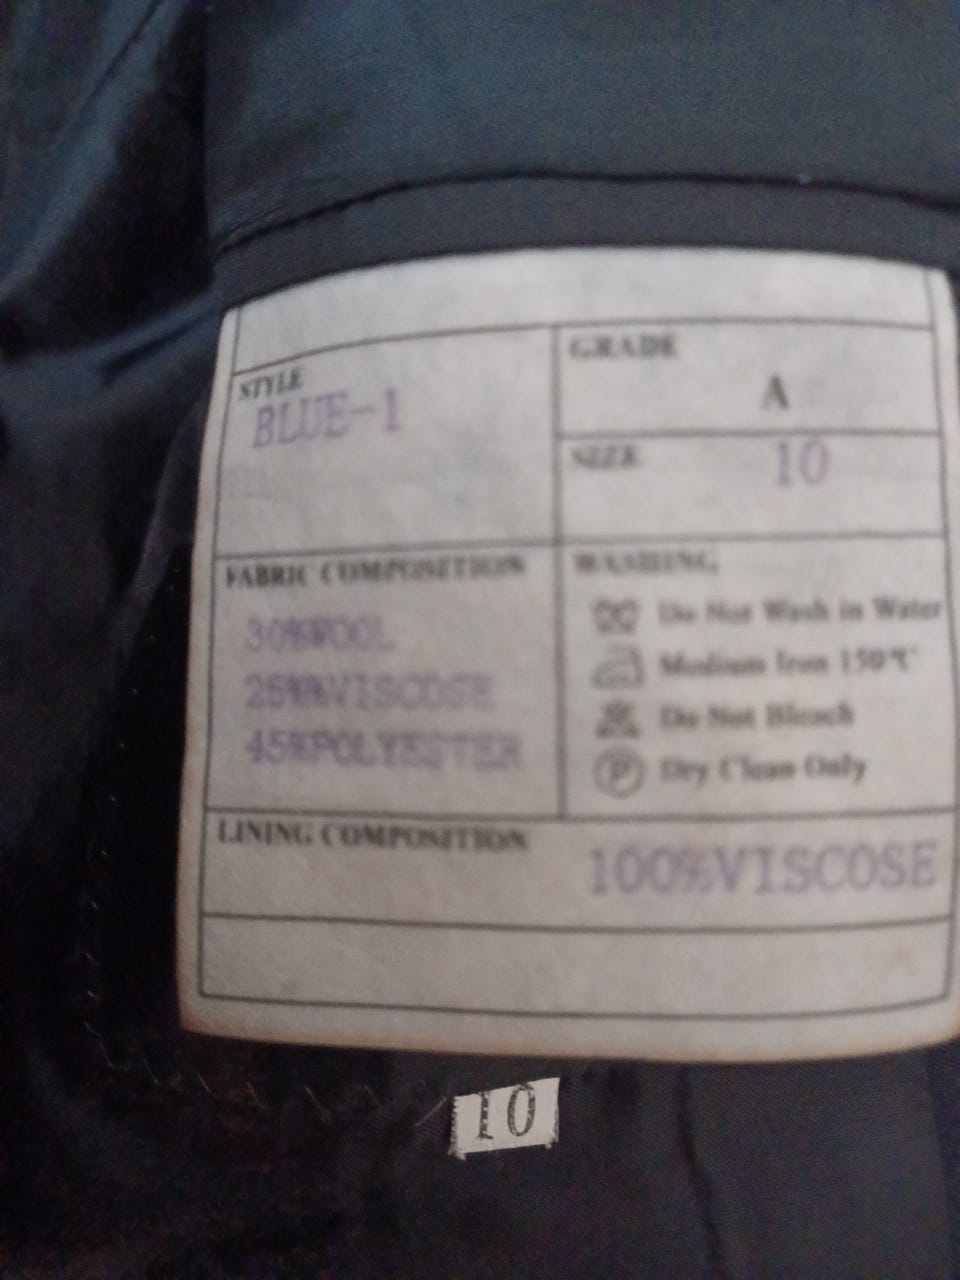 STYLE
BLUE-1
GRADE
A
SIZE
10
FABRIC COMPOSITION
30%WOOL
25%%VISCOSE
45%POLYESTER
WASHING
Do Not Wash in Water
Medium Iron 150℃
Do Not Bleach
P Dry Clean Only
LINING COMPOSITION
100%VISCOSE
10